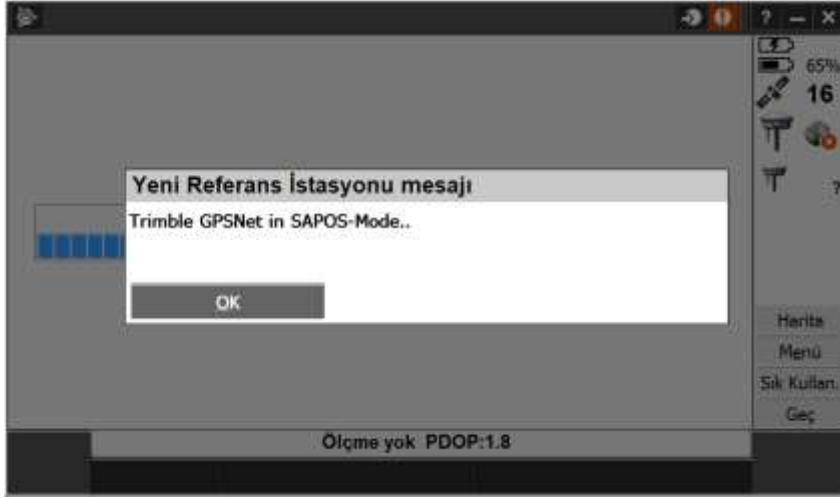 ? – ×
65%
16
?
Yeni Referans İstasyonu mesajı
Trimble GPSNet in SAPOS-Mode..
OK
Harita
Menü
Sık Kullan.
Geç
Ölçme yok PDOP:1.8